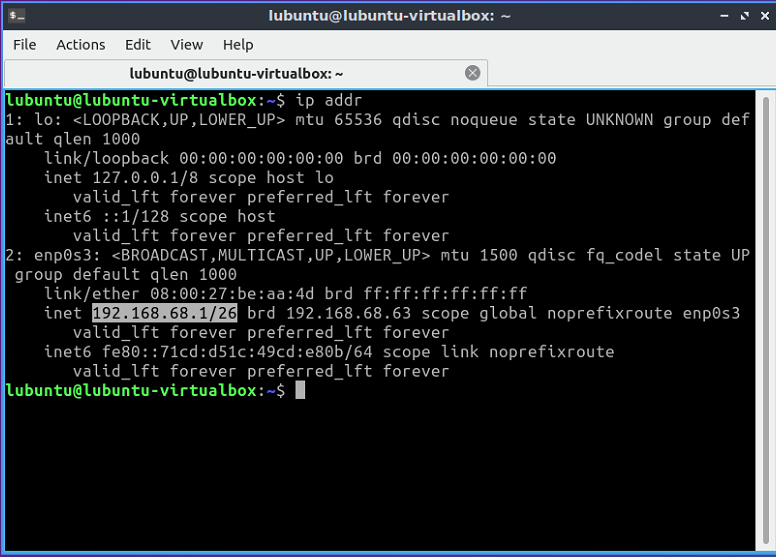 lubuntu@lubuntu-virtualbox: ~
File Actions Edit View Help
lubuntu@lubuntu-virtualbox: ~
lubuntu@lubuntu-virtualbox:~$ ip addr
1: lo: <LOOPBACK,UP,LOWER_UP> mtu 65536 qdisc noqueue state UNKNOWN group def
ault qlen 1000
    link/loopback 00:00:00:00:00:00 brd 00:00:00:00:00:00
    inet 127.0.0.1/8 scope host lo
       valid_lft forever preferred_lft forever
    inet6 ::1/128 scope host
       valid_lft forever preferred_lft forever
2: enp0s3: <BROADCAST,MULTICAST,UP,LOWER_UP> mtu 1500 qdisc fq_codel state UP
 group default qlen 1000
    link/ether 08:00:27:be:aa:4d brd ff:ff:ff:ff:ff:ff
    inet 192.168.68.1/26 brd 192.168.68.63 scope global noprefixroute enp0s3
       valid_lft forever preferred_lft forever
    inet6 fe80::71cd:d51c:49cd:e80b/64 scope link noprefixroute
       valid_lft forever preferred_lft forever
lubuntu@lubuntu-virtualbox:~$